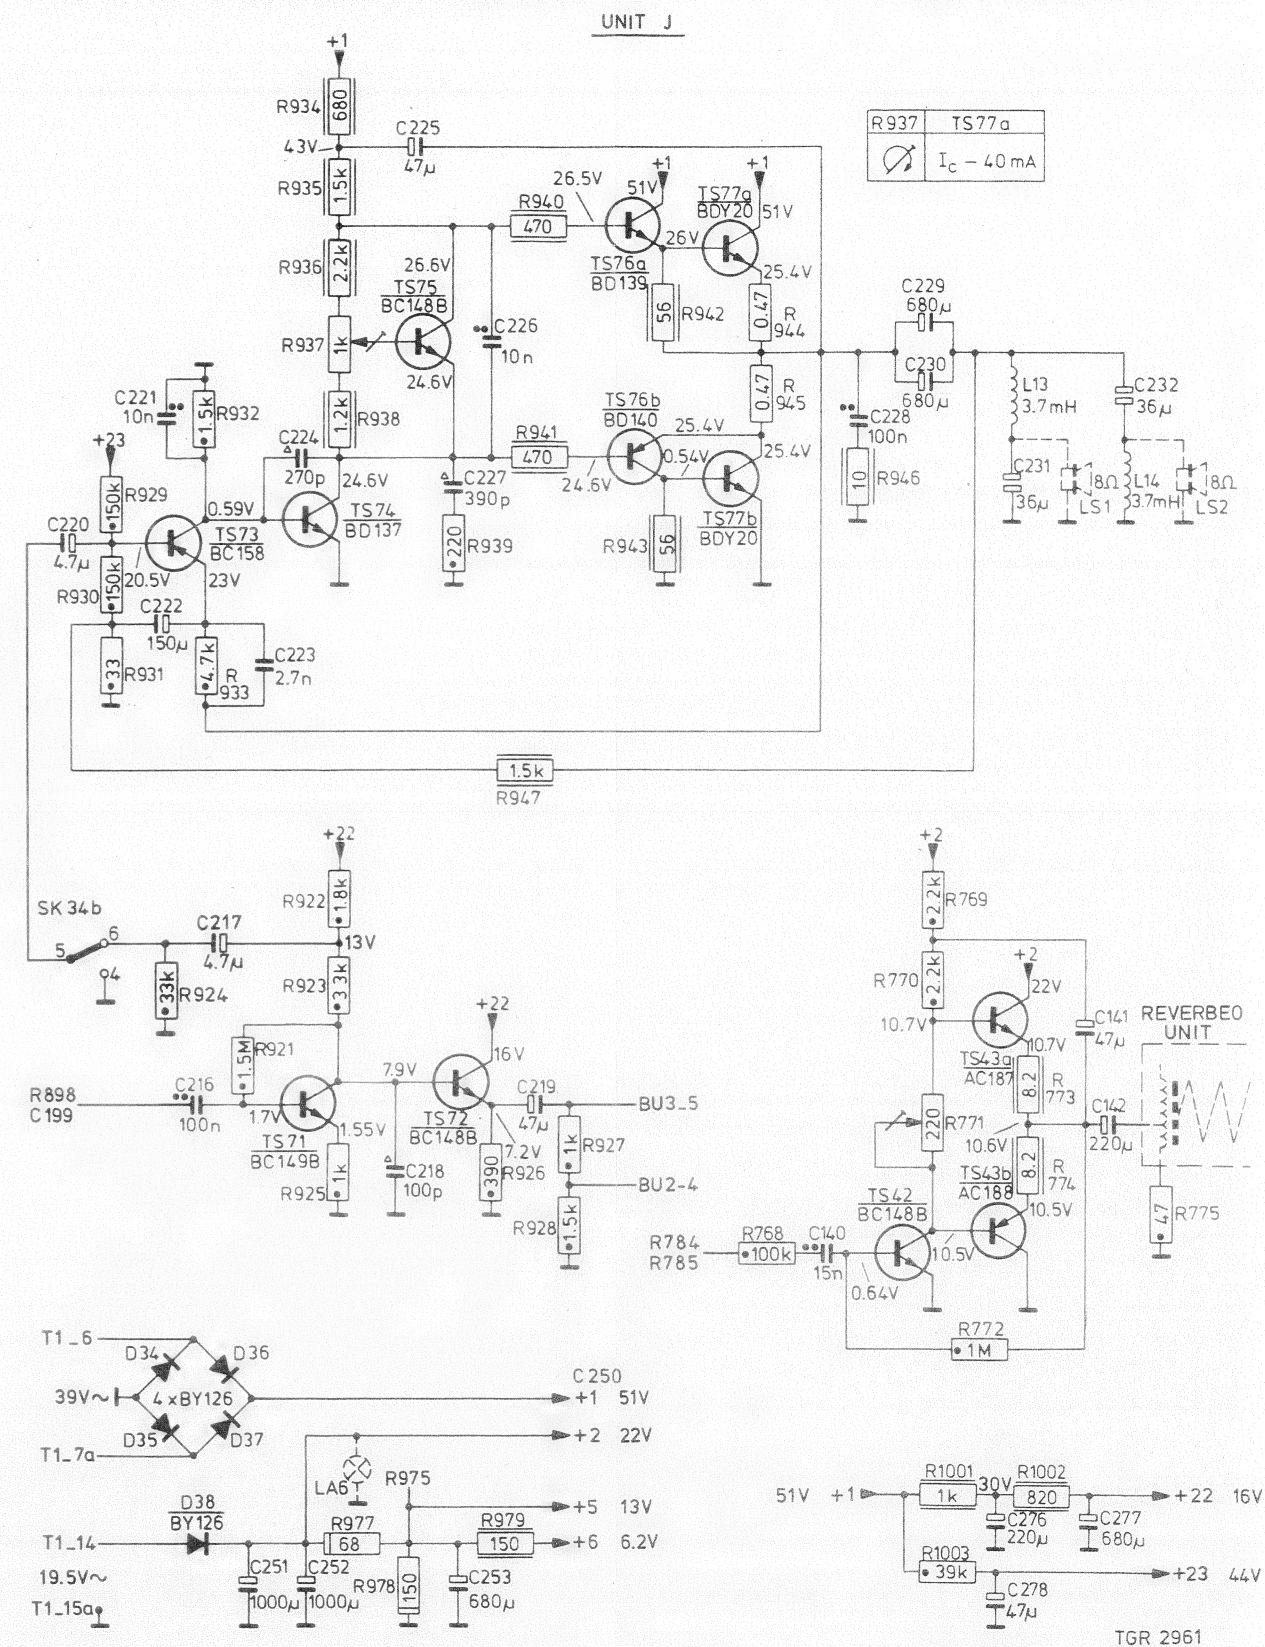 UNIT J
+1
R934
680
43V
C225
47µ
R935
1.5k
R936
2.2k
R937
1k
R938
1.2k
26.6V
TS75
BC148B
24.6V
C226
10n
R940
470
26.5V
51V
+1
TS76a
BD139
26V
TS77a
BDY20
+1
51V
25.4V
R942
56
0.47
R
944
0.47
R
945
R937
TS77a
IC – 40mA
C229
680µ
C230
680µ
C228
100n
10
R946
L13
3.7mH
C231
36µ
8Ω
LS1
C232
36µ
L14
3.7mH
8Ω
LS2
C221
10n
1.5k
R932
+23
R929
150k
C220
4.7µ
20.5V
R930
150k
C222
150µ
33
R931
TS73
BC158
0.59V
23V
4.7k
R
933
C223
2.7n
C224
270p
24.6V
TS74
BD137
C227
390p
220
R939
R941
470
24.6V
TS76b
BD140
25.4V
0.54V
25.4V
TS77b
BDY20
R943
56
1.5k
R947
SK34b
5
6
4
33k
R924
C217
4.7µ
+22
R922
1.8k
13V
R923
3.3k
1.5M
R921
R898
C199
C216
100n
1.7V
TS71
BC149B
1.55V
R925
1k
7.9V
C218
100p
+22
16V
TS72
BC148B
7.2V
390
R926
C219
47µ
BU3_5
1k
R927
BU2-4
R928
1.5k
+2
2.2k
R769
R770
2.2k
10.7V
+2
22V
TS43a
AC187
10.7V
8.2
R
773
C141
47µ
REVERBEO
UNIT
220
R771
10.6V
8.2
R
774
C142
220µ
TS43b
AC188
10.5V
47
R775
TS42
BC148B
10.5V
R784
R785
R768
100k
C140
15n
0.64V
R772
1M
T1_6
D34
D36
39V~
4xBY126
D35
D37
T1_7a
C250
+1 51V
+2 22V
LA6
R975
+5 13V
D38
BY126
T1_14
R977
68
R979
150
+6 6.2V
19.5V~
T1_15a
C251
1000µ
C252
1000µ
R978
150
C253
680µ
51V +1
R1001
1k
30V
R1002
820
+22 16V
C276
220µ
C277
680µ
R1003
39k
+23 44V
C278
47µ
TGR 2961